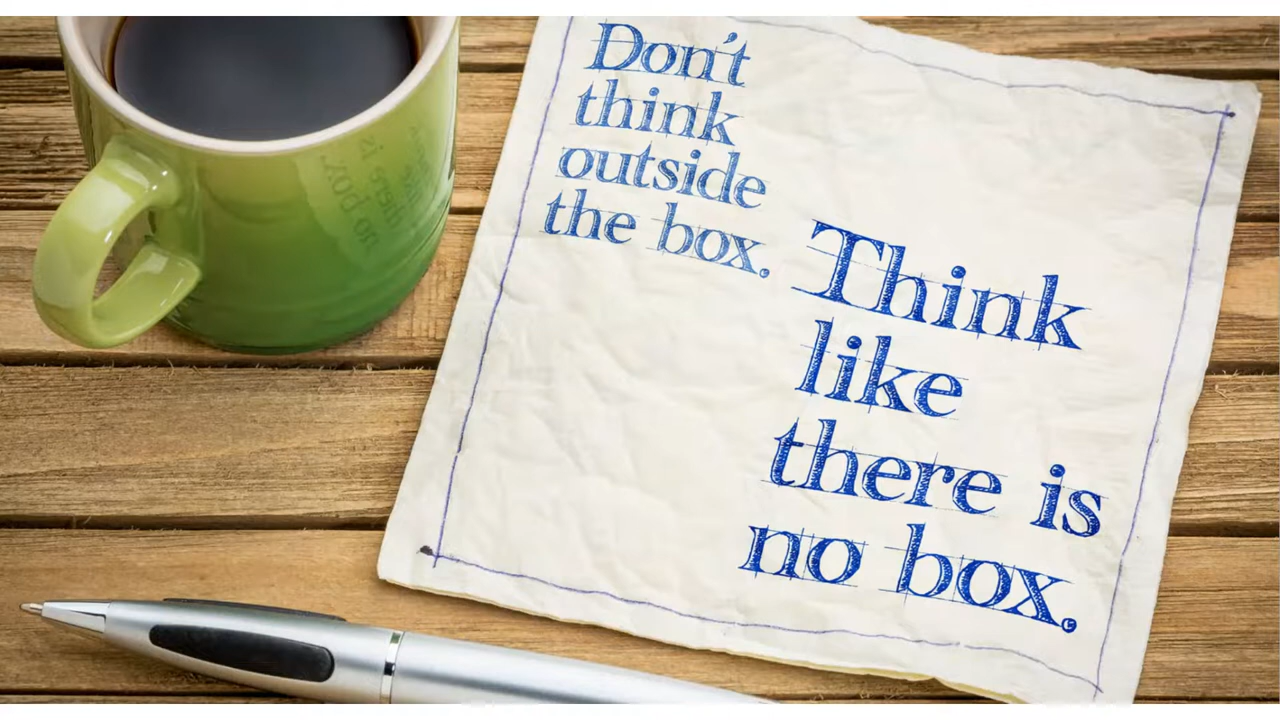 Don't
think
outside
the box.
Think
like
there is
no box.